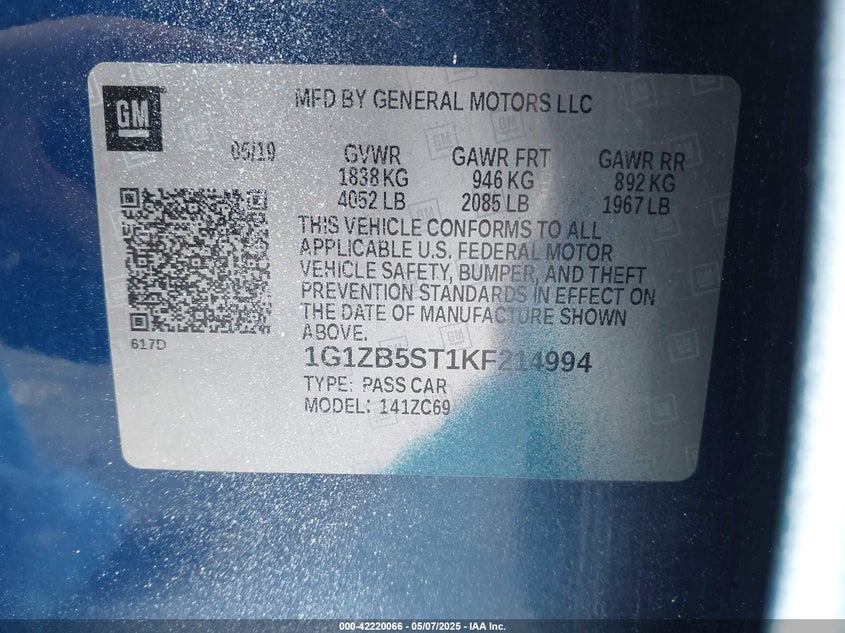 GM
MFD BY GENERAL MOTORS LLC
05/19 GVWR GAWR FRT GAWR RR
1838 KG 946 KG 892 KG
4052 LB 2085 LB 1967 LB
THIS VEHICLE CONFORMS TO ALL
APPLICABLE U.S. FEDERAL MOTOR
VEHICLE SAFETY, BUMPER, AND THEFT
PREVENTION STANDARDS IN EFFECT ON
THE DATE OF MANUFACTURE SHOWN
ABOVE.
617D
1G1ZB5ST1KF214994
TYPE: PASS CAR
MODEL: 141ZC69
000-42220066 - 05/07/2025 - IAA Inc.